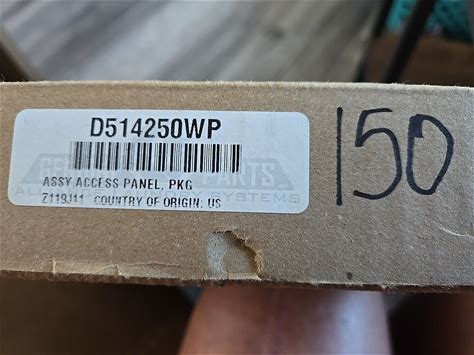 D514250WP
ASSY ACCESS PANEL, PKG
Z119J11 COUNTRY OF ORIGIN: US
150